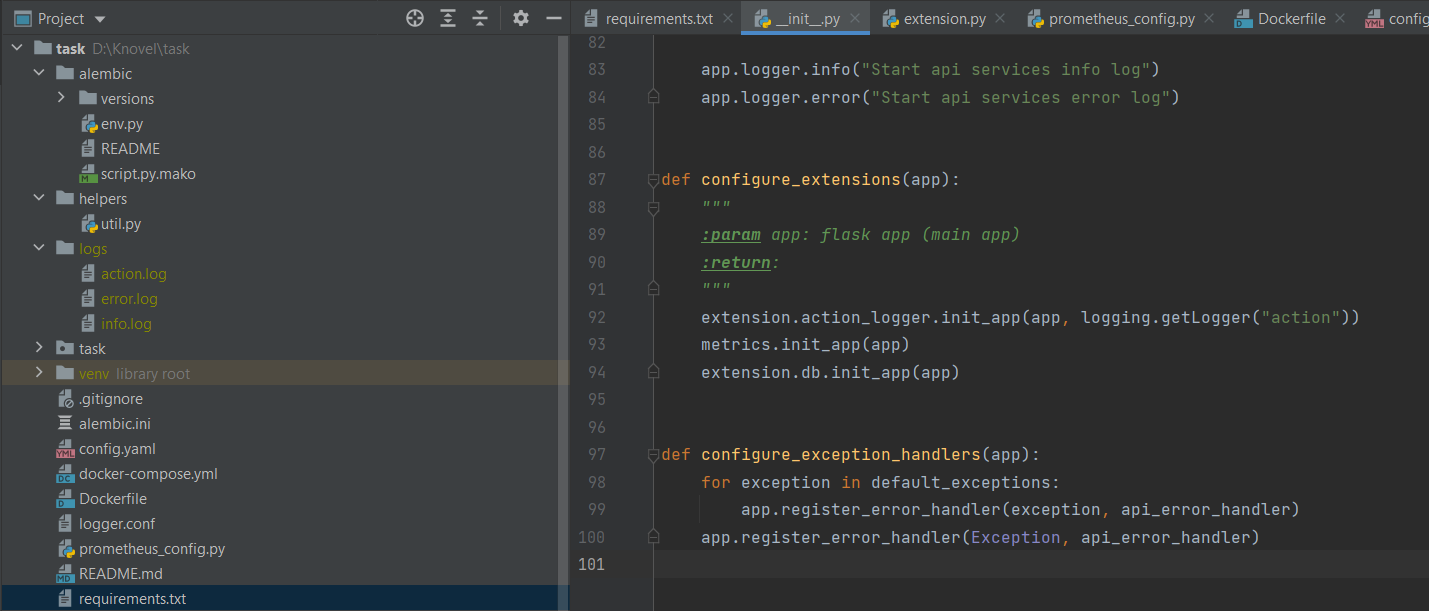 Project
requirements.txt
__init__.py
extension.py
prometheus_config.py
Dockerfile
config
task D:\Knovel\task
alembic
versions
env.py
README
script.py.mako
helpers
util.py
logs
action.log
error.log
info.log
task
venv library root
.gitignore
alembic.ini
config.yaml
docker-compose.yml
Dockerfile
logger.conf
prometheus_config.py
README.md
requirements.txt
82
83 app.logger.info("Start api services info log")
84 app.logger.error("Start api services error log")
85
86
87 def configure_extensions(app):
88 """
89 :param app: flask app (main app)
90 :return:
91 """
92 extension.action_logger.init_app(app, logging.getLogger("action"))
93 metrics.init_app(app)
94 extension.db.init_app(app)
95
96
97 def configure_exception_handlers(app):
98 for exception in default_exceptions:
99 app.register_error_handler(exception, api_error_handler)
100 app.register_error_handler(Exception, api_error_handler)
101